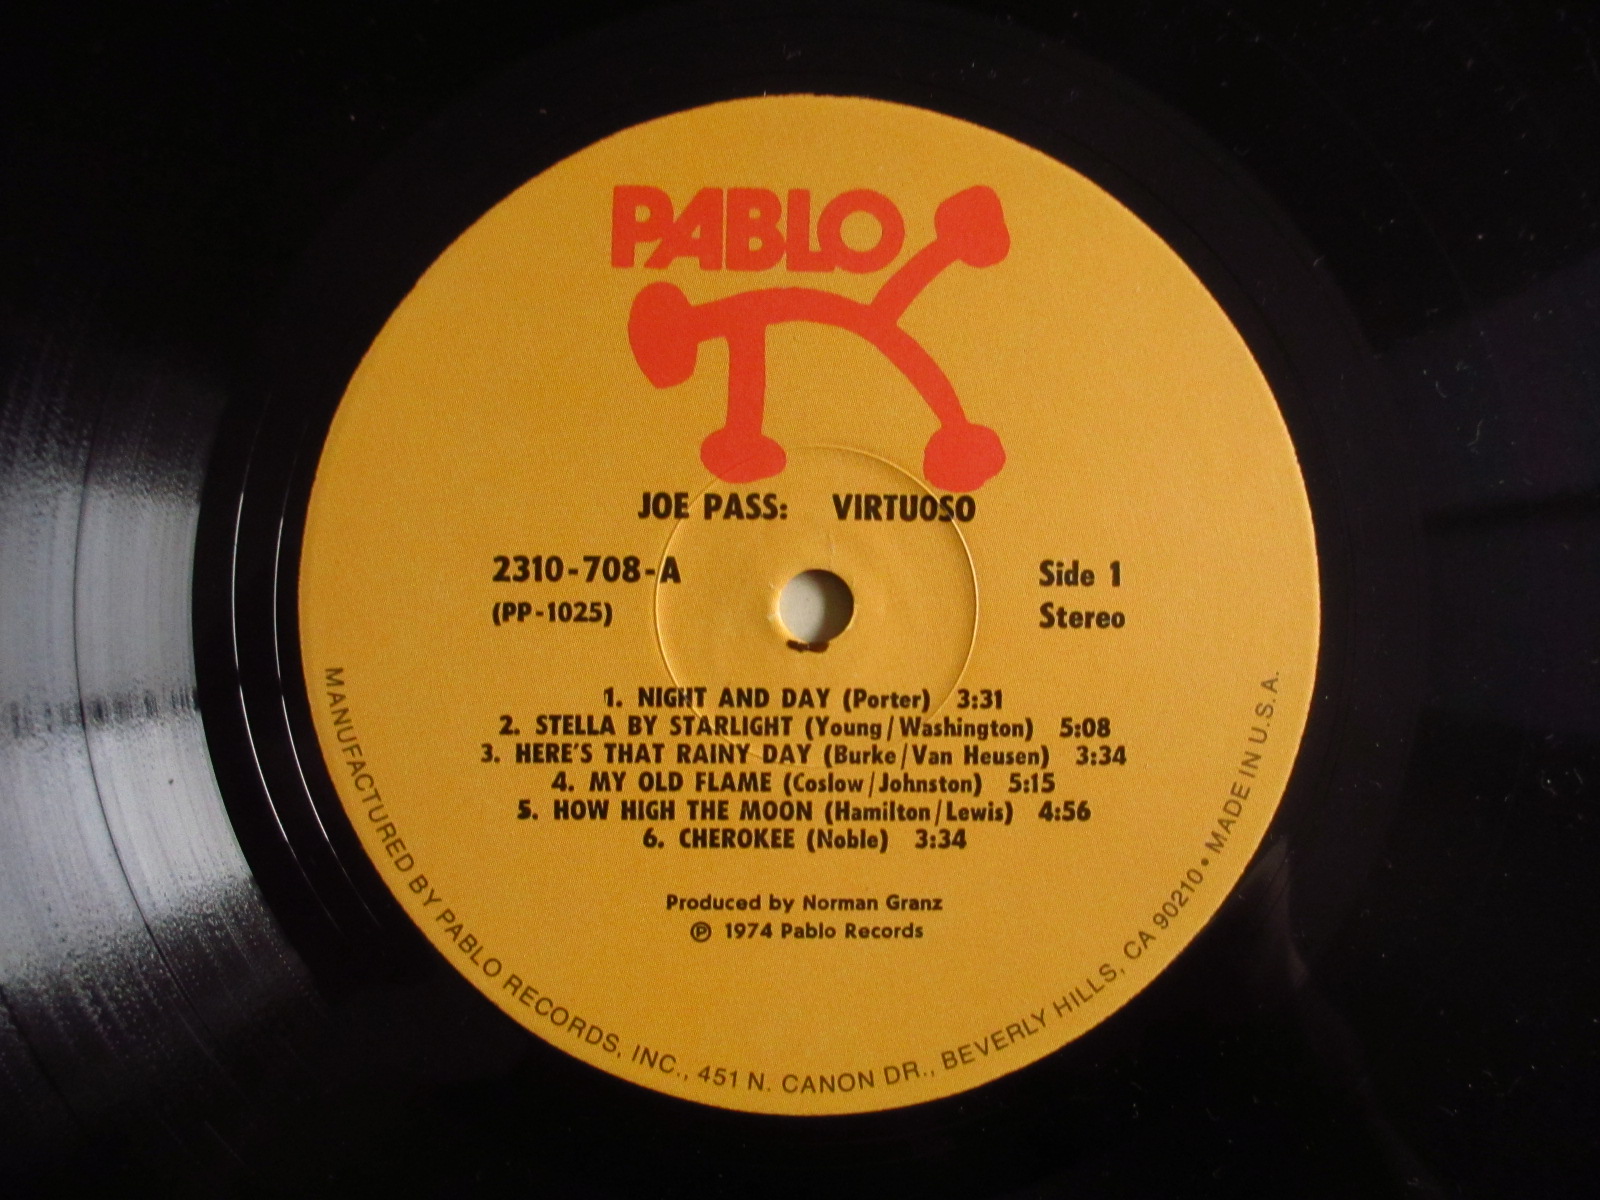 PABLO
JOE PASS: VIRTUOSO
2310-708-A
(PP-1025)
Side 1
Stereo
1. NIGHT AND DAY (Porter) 3:31
2. STELLA BY STARLIGHT (Young/Washington) 5:08
3. HERE'S THAT RAINY DAY (Burke/Van Heusen) 3:34
4. MY OLD FLAME (Coslow/Johnston) 5:15
5. HOW HIGH THE MOON (Hamilton/Lewis) 4:56
6. CHEROKEE (Noble) 3:34
Produced by Norman Granz
℗ 1974 Pablo Records
MANUFACTURED BY PABLO RECORDS, INC., 451 N. CANON DR., BEVERLY HILLS, CA 90210 • MADE IN U.S.A.